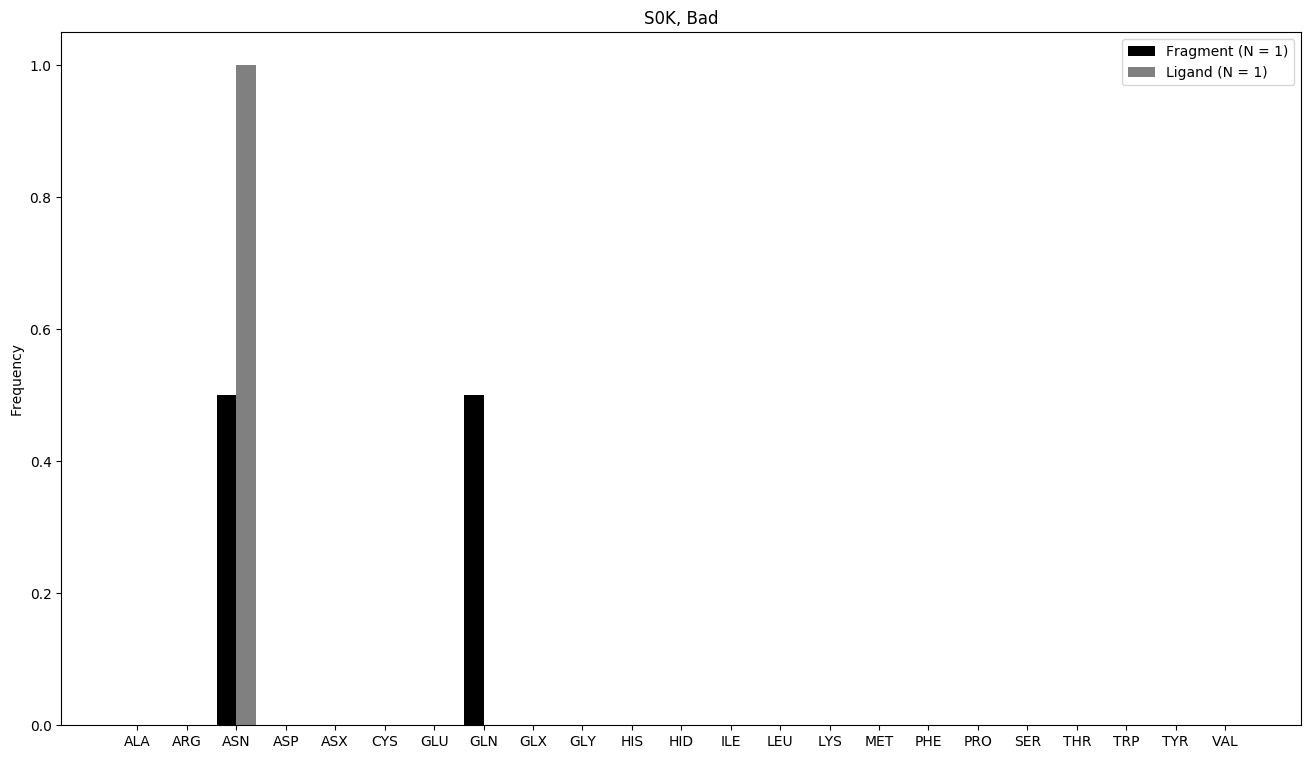 S0K, Bad
Fragment (N = 1)
Ligand (N = 1)
Frequency
1.0
0.8
0.6
0.4
0.2
0.0
ALA ARG ASN ASP ASX CYS GLU GLN GLX GLY HIS HID ILE LEU LYS MET PHE PRO SER THR TRP TYR VAL